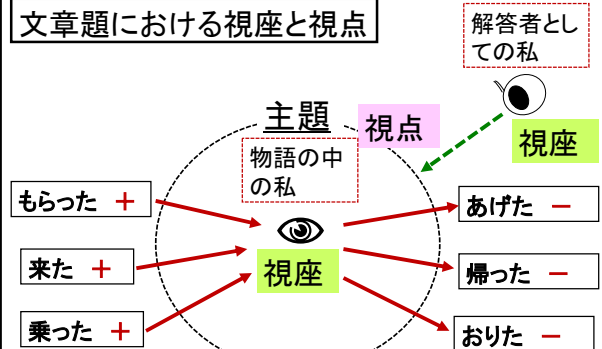 文章題における視座と視点
解答者とし
ての私
視座
主題
視点
物語の中
の私
視座
もらった ＋
来た ＋
乗った ＋
あげた －
帰った －
おりた －